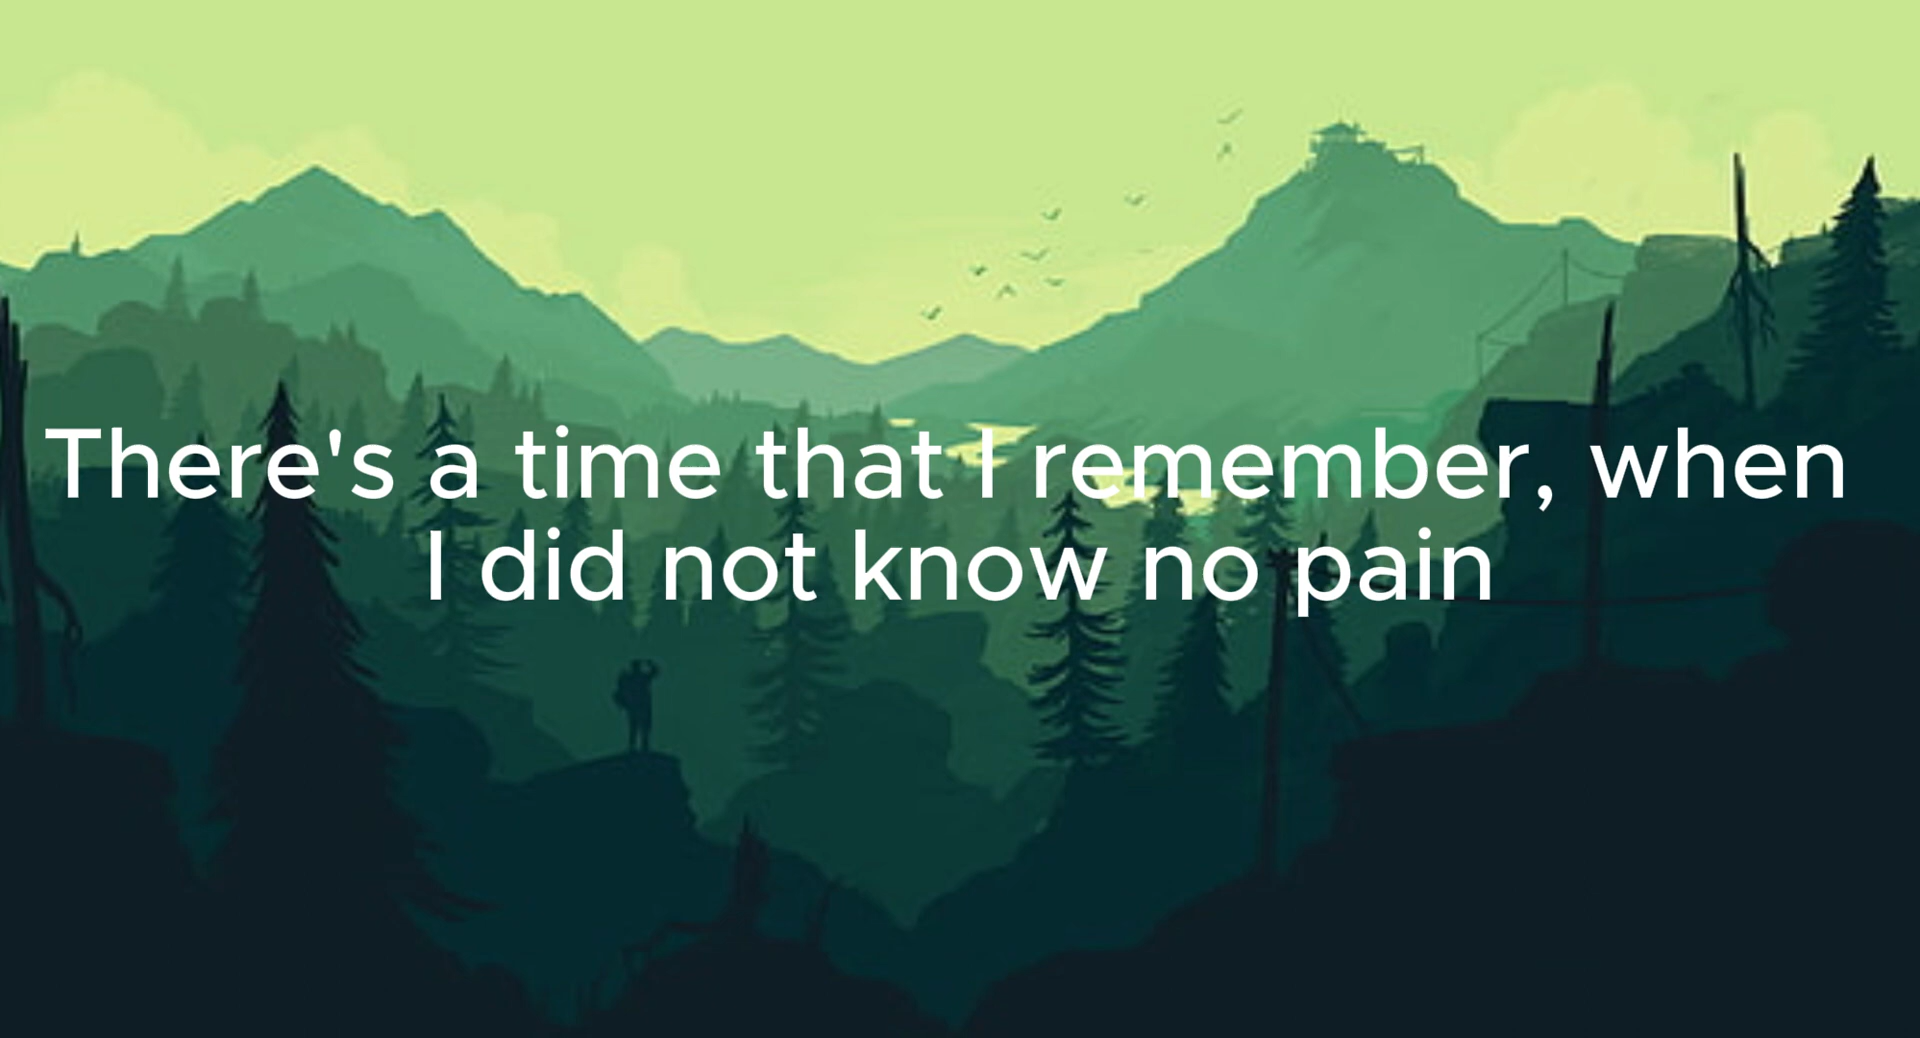 There's a time that I remember, when
I did not know no pain